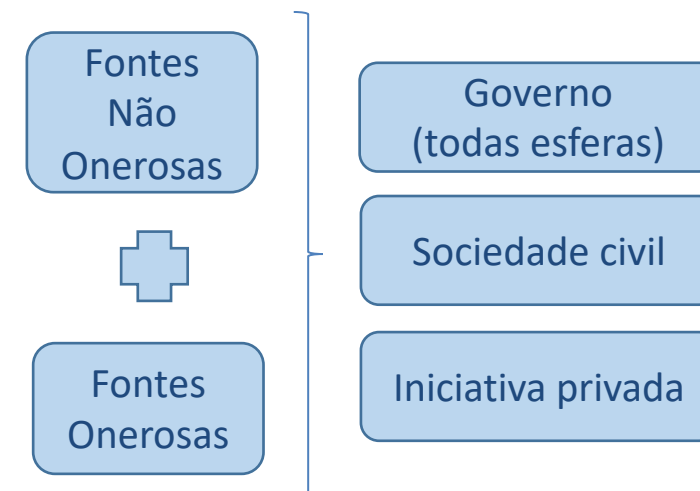 Fontes
Não
Onerosas
Fontes
Onerosas
Governo
(todas esferas)
Sociedade civil
Iniciativa privada